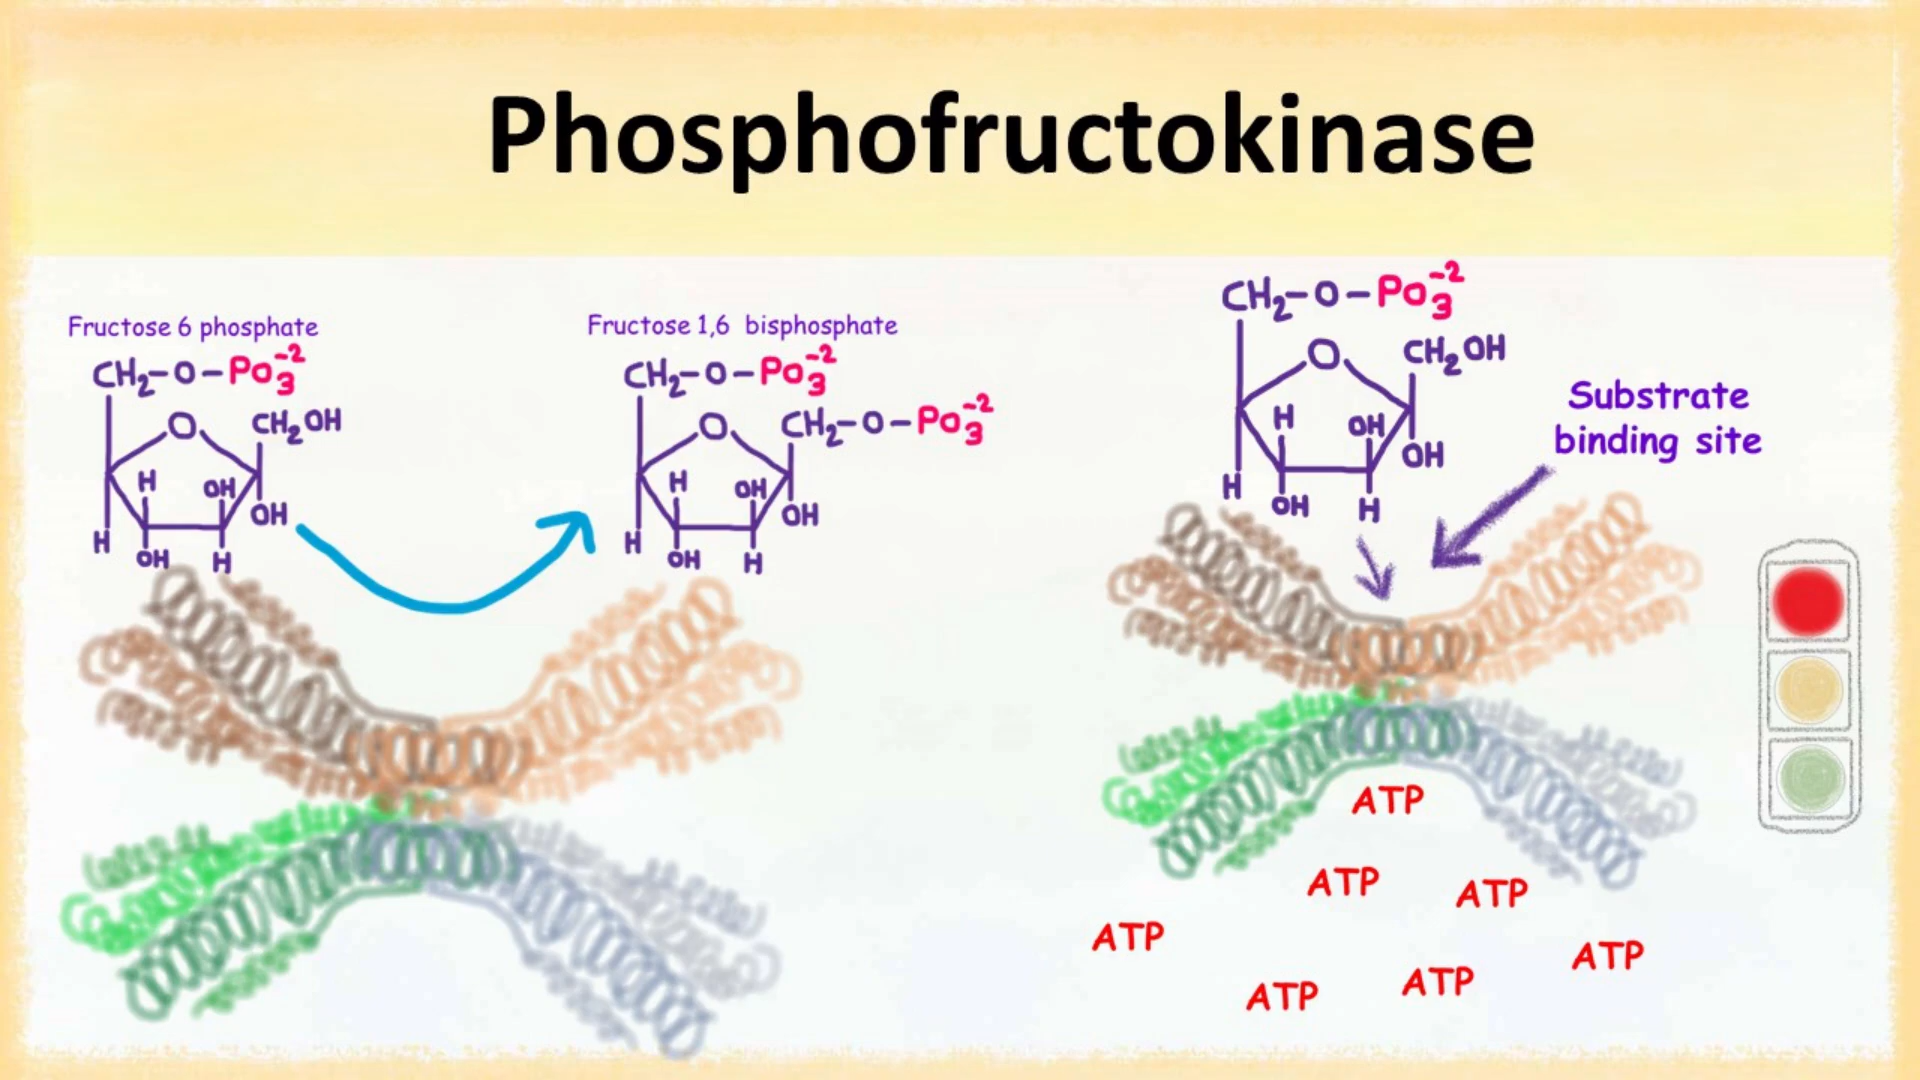 Phosphofructokinase
Fructose 6 phosphate
CH2-O-Po3-2
O
CH2OH
H
OH
OH
H
OH
H
Fructose 1,6 bisphosphate
CH2-O-Po3-2
O
CH2-O-Po3-2
H
OH
OH
H
OH
H
CH2-O-Po3-2
O
CH2OH
H
OH
OH
H
OH
H
Substrate
binding site
ATP
ATP
ATP
ATP
ATP
ATP
ATP